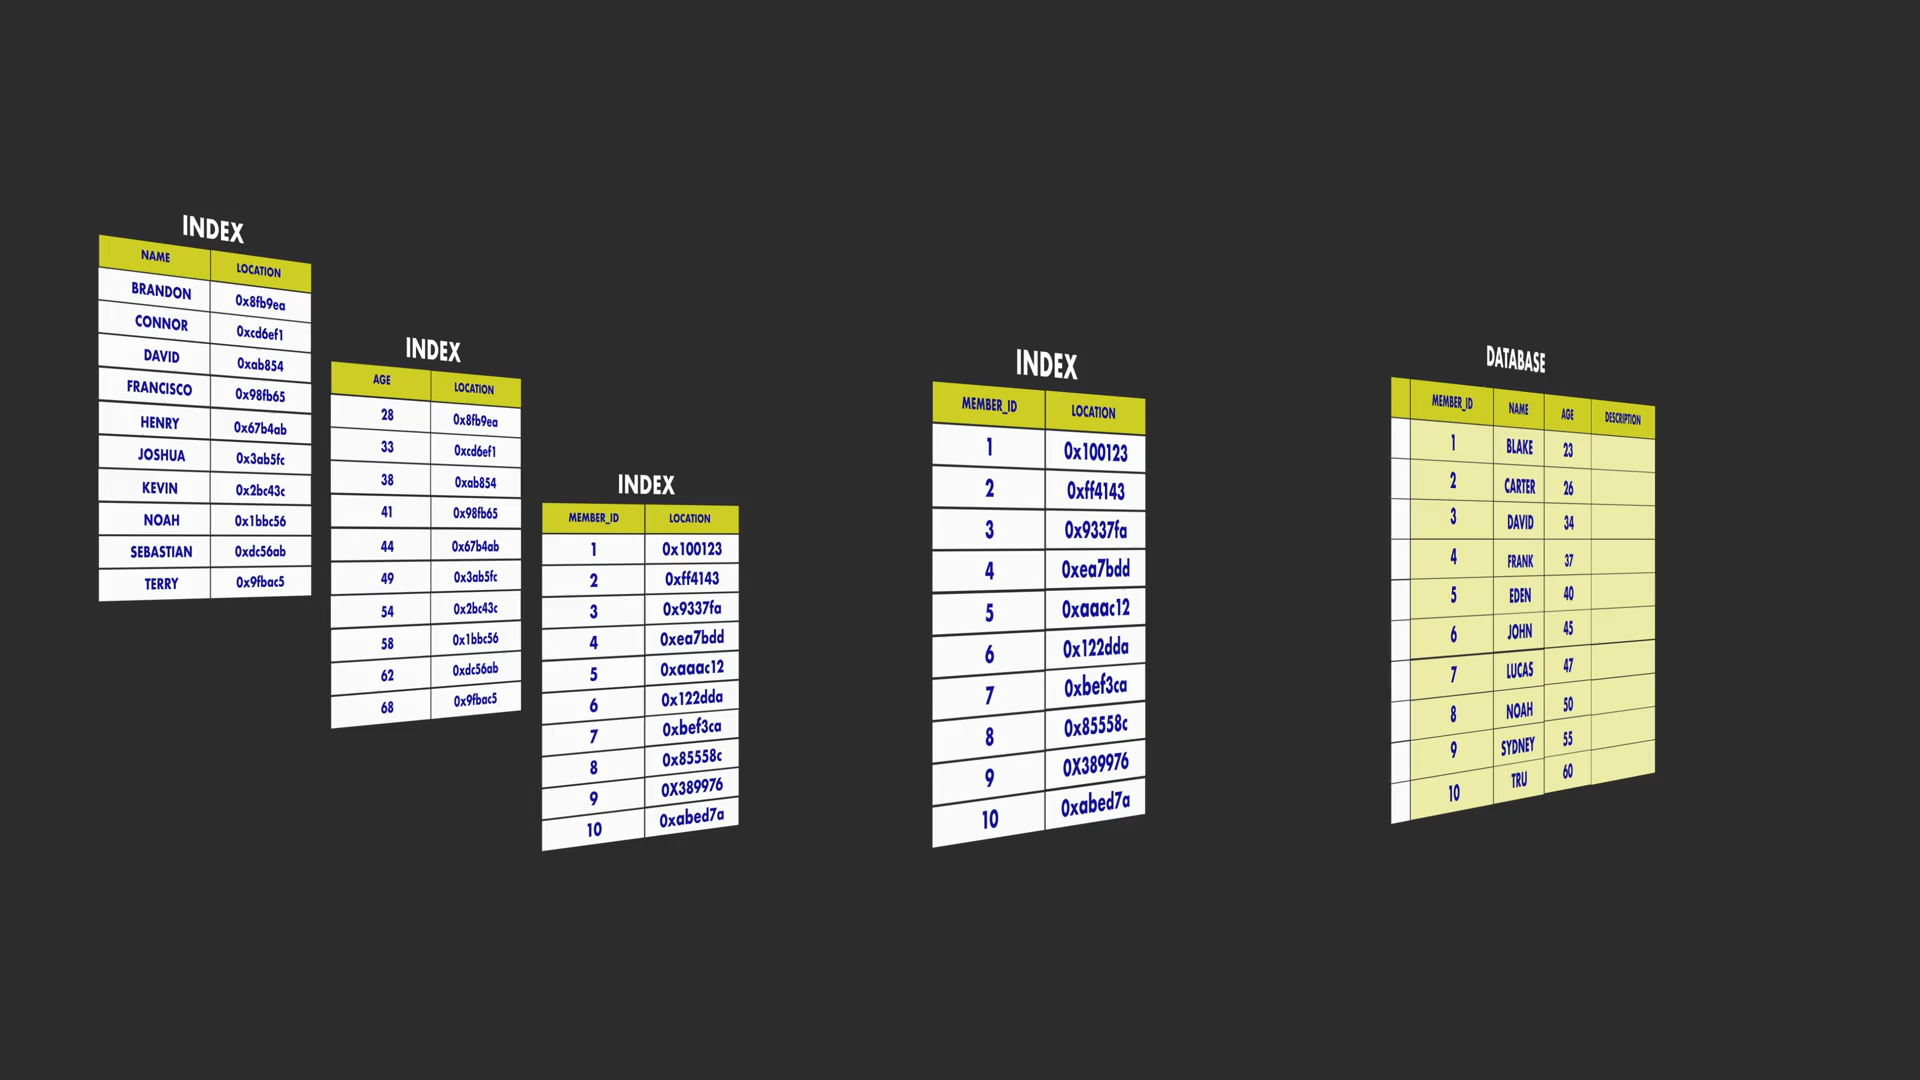 INDEX
NAME LOCATION
BRANDON 0x8fb9ea
CONNOR 0xcd6ef1
DAVID 0xab854
FRANCISCO 0x98fb65
HENRY 0x67b4ab
JOSHUA 0x3ab5fc
KEVIN 0x2bc43c
NOAH 0x1bbc56
SEBASTIAN 0xdc56ab
TERRY 0x9fbac5
INDEX
AGE LOCATION
28 0x8fb9ea
33 0xcd6ef1
38 0xab854
41 0x98fb65
44 0x67b4ab
49 0x3ab5fc
54 0x2bc43c
58 0x1bbc56
62 0xdc56ab
68 0x9fbac5
INDEX
MEMBER_ID LOCATION
1 0x100123
2 0xff4143
3 0x9337fa
4 0xea7bdd
5 0xaaac12
6 0x122dda
7 0xbef3ca
8 0x85558c
9 0X389976
10 0xabed7a
INDEX
MEMBER_ID LOCATION
1 0x100123
2 0xff4143
3 0x9337fa
4 0xea7bdd
5 0xaaac12
6 0x122dda
7 0xbef3ca
8 0x85558c
9 0X389976
10 0xabed7a
DATABASE
MEMBER_ID NAME AGE DESCRIPTION
1 BLAKE 23
2 CARTER 26
3 DAVID 34
4 FRANK 37
5 EDEN 40
6 JOHN 45
7 LUCAS 47
8 NOAH 50
9 SYDNEY 55
10 TRU 60